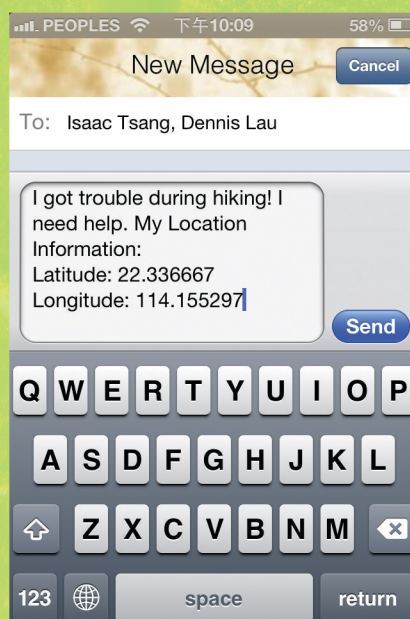 PEOPLES 下午10:09 58%
New Message
Cancel
To: Isaac Tsang, Dennis Lau
I got trouble during hiking! I
need help. My Location
Information:
Latitude: 22.336667
Longitude: 114.155297
Send
Q W E R T Y U I O P
A S D F G H J K L
Z X C V B N M
123 space return